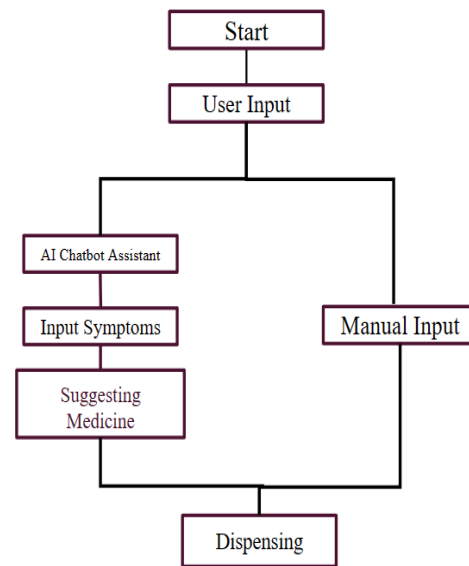 Start
User Input
AI Chatbot Assistant
Input Symptoms
Manual Input
Suggesting
Medicine
Dispensing